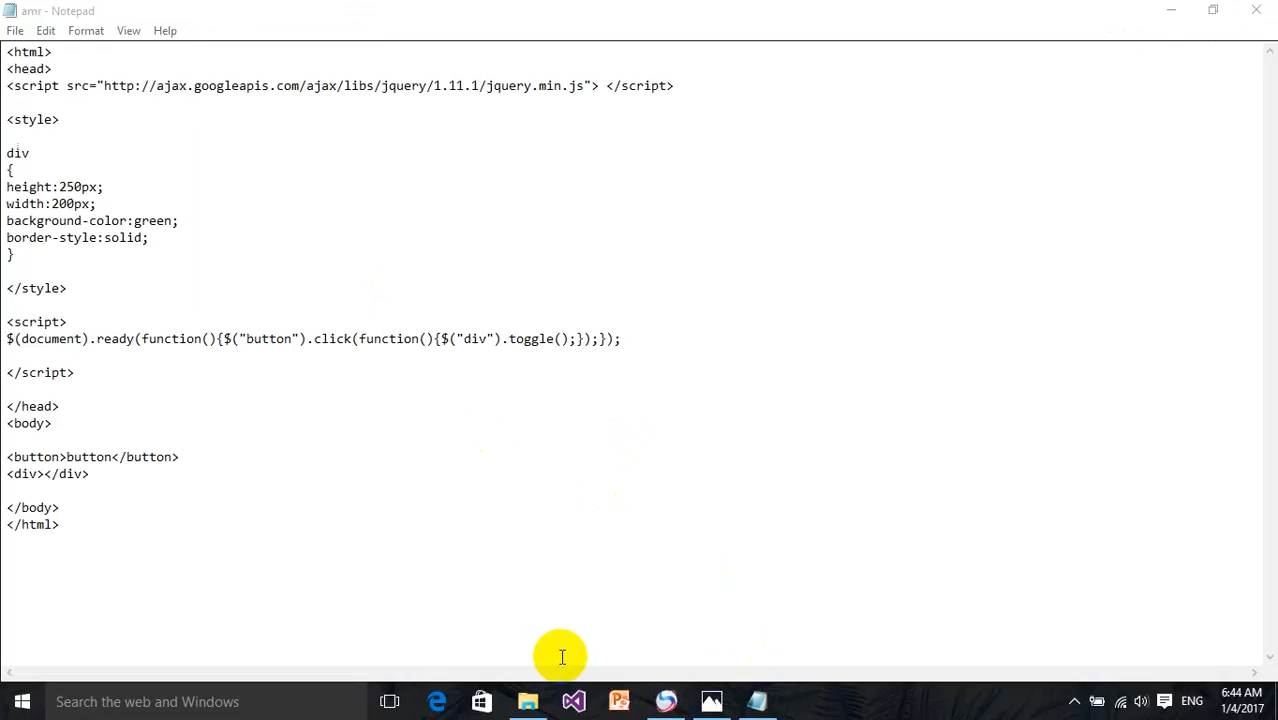 amr - Notepad
File Edit Format View Help
<html>
<head>
<script src="http://ajax.googleapis.com/ajax/libs/jquery/1.11.1/jquery.min.js"> </script>
<style>
div
{
height:250px;
width:200px;
background-color:green;
border-style:solid;
}
</style>
<script>
$(document).ready(function(){$("button").click(function(){$("div").toggle();});});
</script>
</head>
<body>
<button>button</button>
<div></div>
</body>
</html>
Search the web and Windows
ENG
6:44 AM
1/4/2017